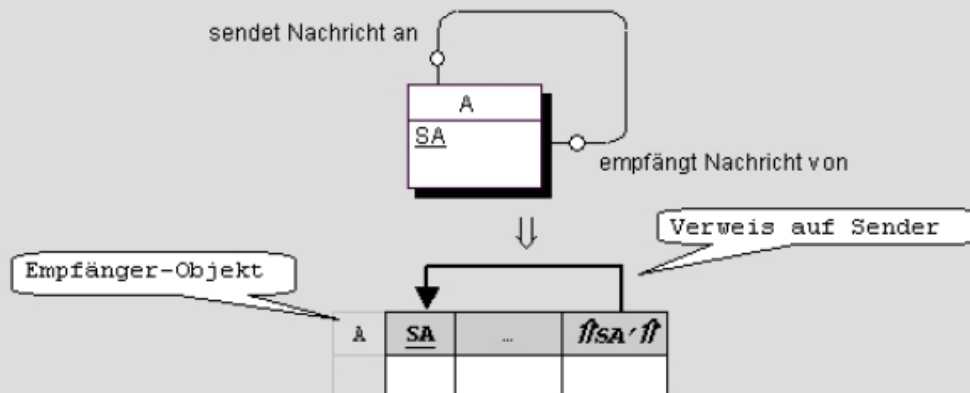 sendet Nachricht an
A
SA
empfängt Nachricht von
⇓
Verweis auf Sender
Empfänger-Objekt
A SA ... ⇑SA'⇑